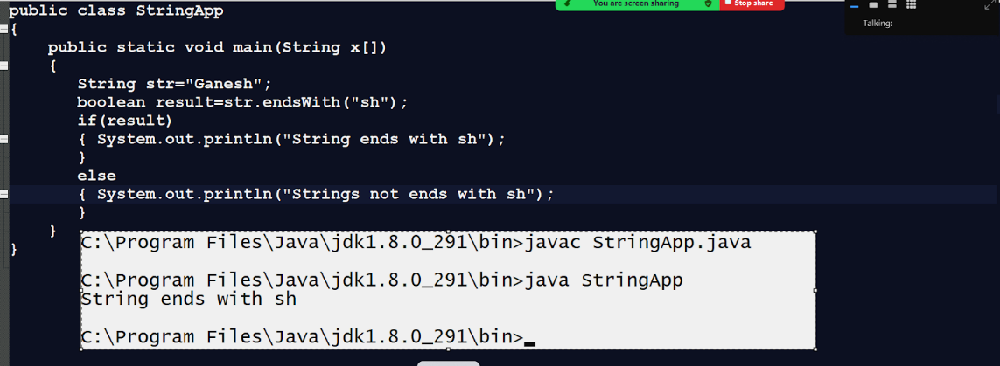 You are screen sharing Stop share
Talking:
public class StringApp
{
public static void main(String x[])
{
String str="Ganesh";
boolean result=str.endsWith("sh");
if(result)
{ System.out.println("String ends with sh");
}
else
{ System.out.println("Strings not ends with sh");
}
}
}
C:\Program Files\Java\jdk1.8.0_291\bin>javac StringApp.java
C:\Program Files\Java\jdk1.8.0_291\bin>java StringApp
String ends with sh
C:\Program Files\Java\jdk1.8.0_291\bin>_